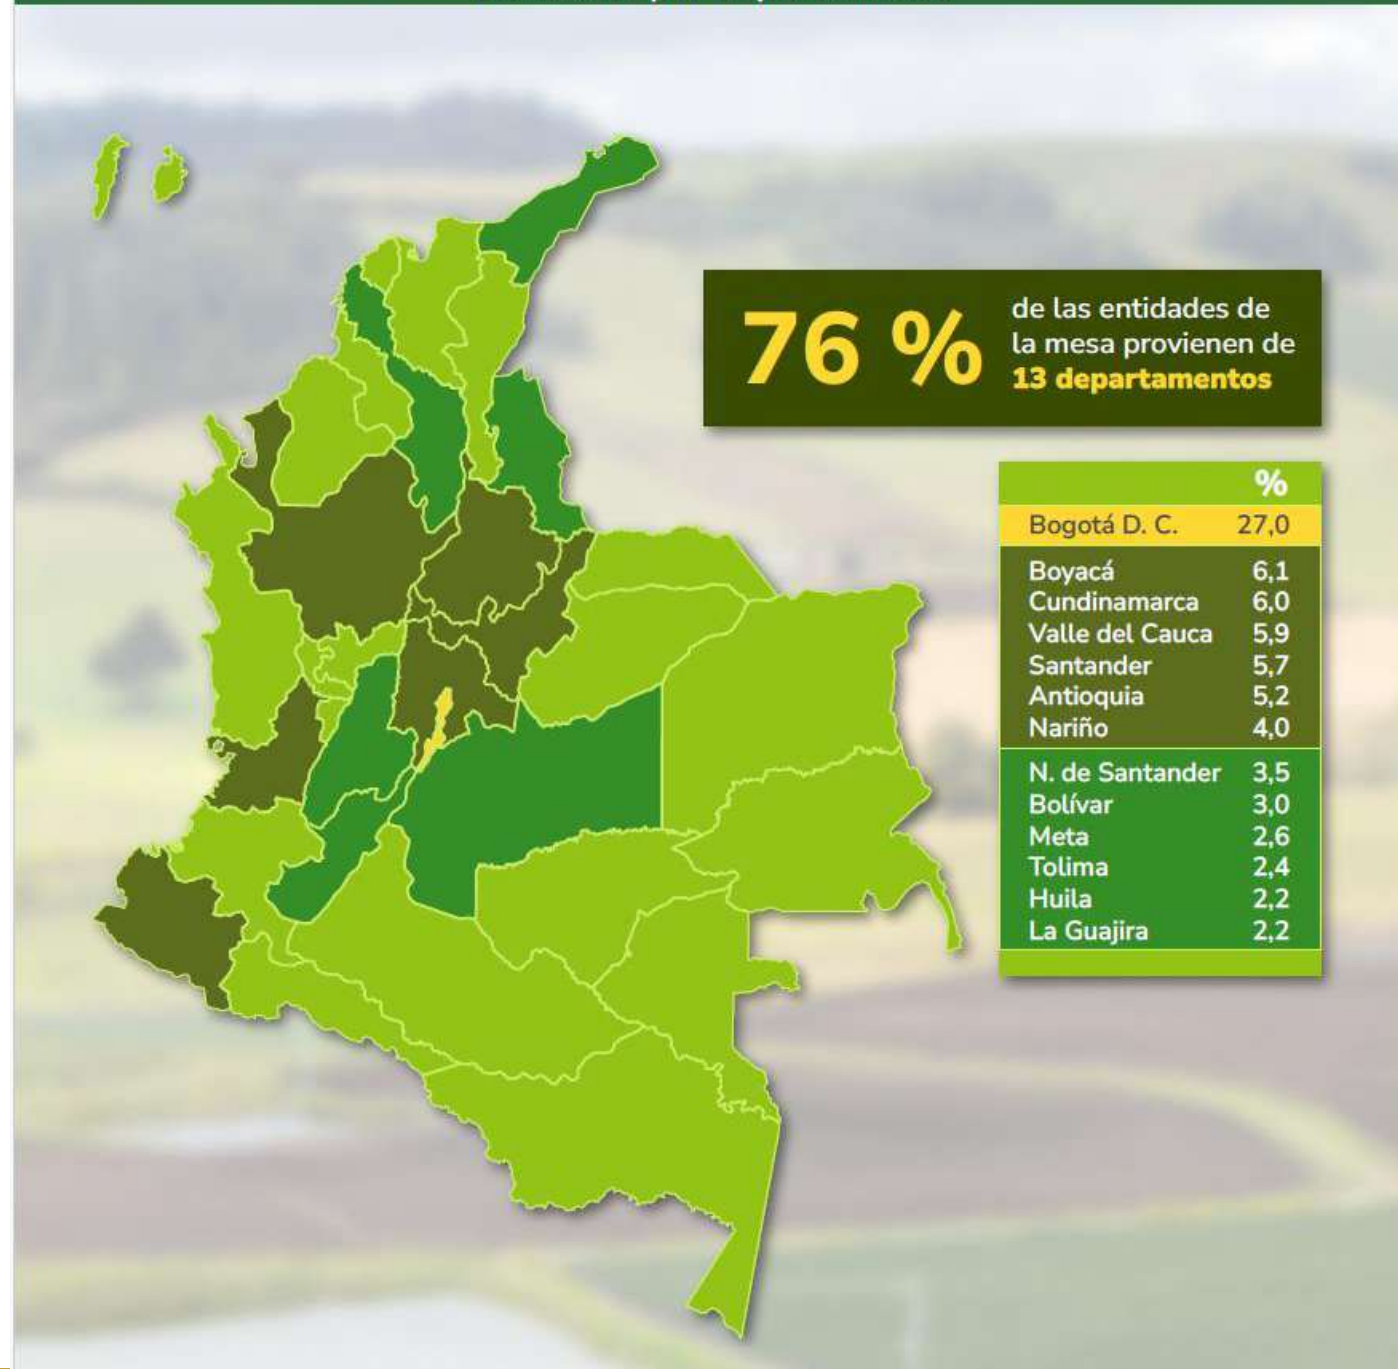 76 %
de las entidades de
la mesa provienen de
13 departamentos
%
Bogotá D. C. 27,0
Boyacá 6,1
Cundinamarca 6,0
Valle del Cauca 5,9
Santander 5,7
Antioquia 5,2
Nariño 4,0
N. de Santander 3,5
Bolívar 3,0
Meta 2,6
Tolima 2,4
Huila 2,2
La Guajira 2,2